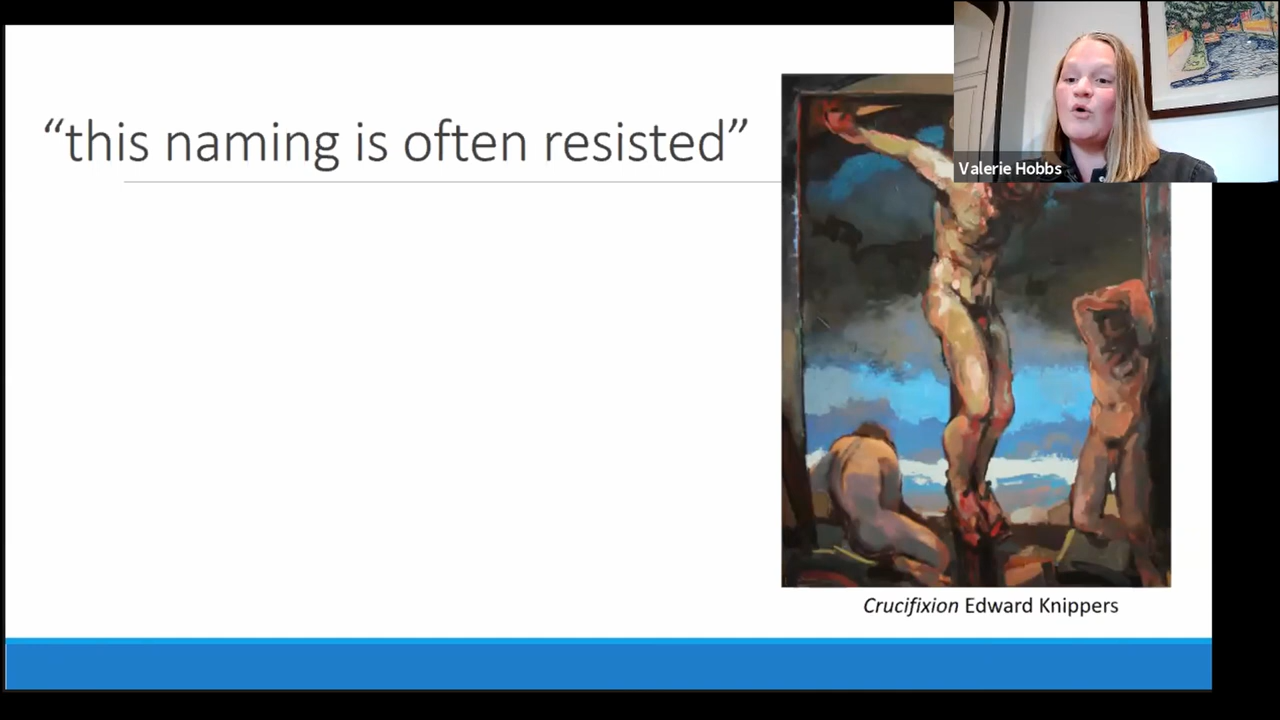 “this naming is often resisted”
Valerie Hobbs
Crucifixion Edward Knippers